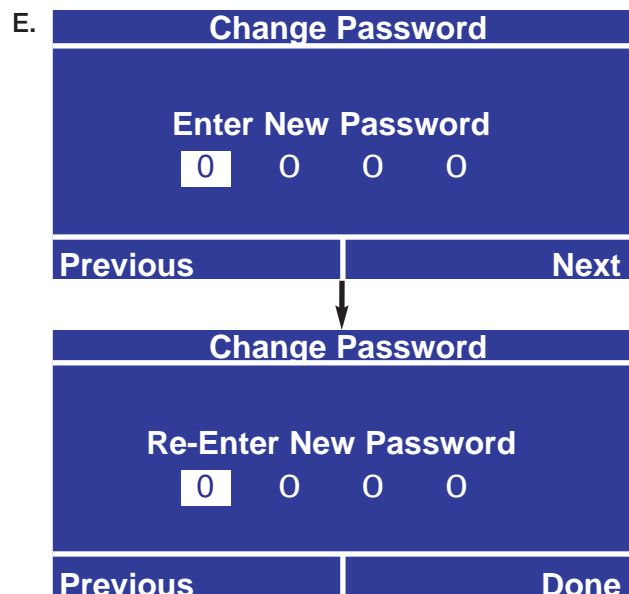 E.
Change Password
Enter New Password
0 0 0 0
Previous Next
Change Password
Re-Enter New Password
0 0 0 0
Previous Done